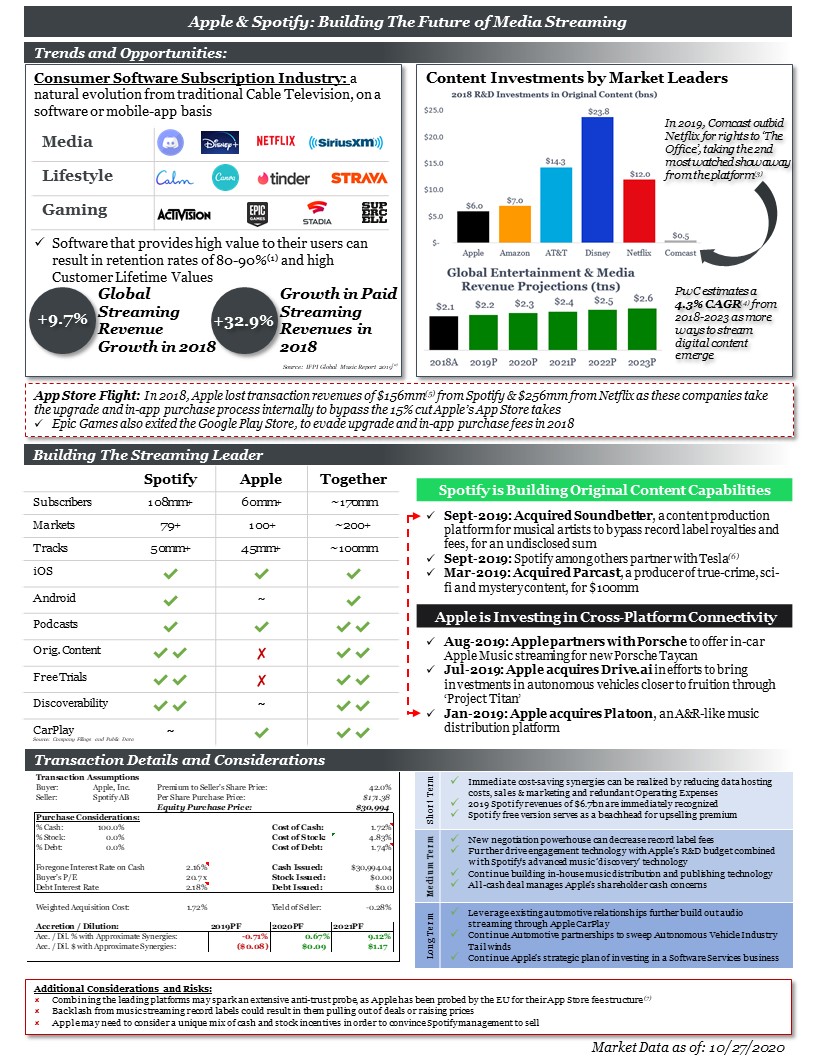 Apple & Spotify: Building The Future of Media Streaming
Trends and Opportunities:
Consumer Software Subscription Industry: a
natural evolution from traditional Cable Television, on a
software or mobile-app basis
Media
Disney+
NETFLIX
((SiriusXM))
Lifestyle
Calm
Canva
tinder
STRAVA
Gaming
ACTIVISION
EPIC
GAMES
STADIA
SUP
ERC
ELL
✓ Software that provides high value to their users can
result in retention rates of 80-90%(1) and high
Customer Lifetime Values
+9.7%
Global
Streaming
Revenue
Growth in 2018
+32.9%
Growth in Paid
Streaming
Revenues in
2018
Source: IFPI Global Music Report 2019
Content Investments by Market Leaders
2018 R&D Investments in Original Content (bns)
$25.0
$20.0
$15.0
$10.0
$5.0
$-
$6.0
$7.0
$14.3
$23.8
$12.0
$0.5
Apple Amazon AT&T Disney Netflix Comcast
In 2019, Comcast outbid
Netflix for rights to 'The
Office', taking the 2nd
most watched show away
from the platform(3)
Global Entertainment & Media
Revenue Projections (tns)
$2.1 $2.2 $2.3 $2.4 $2.5 $2.6
2018A 2019P 2020P 2021P 2022P 2023P
PwC estimates a
4.3% CAGR(4) from
2018-2023 as more
ways to stream
digital content
emerge
App Store Flight: In 2018, Apple lost transaction revenues of $156mm(5) from Spotify & $256mm from Netflix as these companies take
the upgrade and in-app purchase process internally to bypass the 15% cut Apple's App Store takes
✓ Epic Games also exited the Google Play Store, to evade upgrade and in-app purchase fees in 2018
Building The Streaming Leader
Spotify Apple Together
Subscribers 108mm+ 60mm+ ~170mm
Markets 79+ 100+ ~200+
Tracks 50mm+ 45mm+ ~100mm
iOS ✓ ✓ ✓
Android ✓ ~ ✓
Podcasts ✓ ✓ ✓✓
Orig. Content ✓✓ ✗ ✓✓
Free Trials ✓✓ ✗ ✓✓
Discoverability ✓✓ ~ ✓✓
CarPlay ~ ✓ ✓✓
Source: Company Filings and Public Data
Spotify is Building Original Content Capabilities
✓ Sept-2019: Acquired Soundbetter, a content production
platform for musical artists to bypass record label royalties and
fees, for an undisclosed sum
✓ Sept-2019: Spotify among others partner with Tesla(6)
✓ Mar-2019: Acquired Parcast, a producer of true-crime, sci-
fi and mystery content, for $100mm
Apple is Investing in Cross-Platform Connectivity
✓ Aug-2019: Apple partners with Porsche to offer in-car
Apple Music streaming for new Porsche Taycan
✓ Jul-2019: Apple acquires Drive.ai in efforts to bring
investments in autonomous vehicles closer to fruition through
'Project Titan'
✓ Jan-2019: Apple acquires Platoon, an A&R-like music
distribution platform
Transaction Details and Considerations
Transaction Assumptions
Buyer: Apple, Inc. Premium to Seller's Share Price: 42.0%
Seller: Spotify AB Per Share Purchase Price: $171.38
Equity Purchase Price: $30,994
Purchase Considerations:
% Cash: 100.0% Cost of Cash: 1.72%
% Stock: 0.0% Cost of Stock: 4.83%
% Debt: 0.0% Cost of Debt: 1.74%
Foregone Interest Rate on Cash 2.16% Cash Issued: $30,994.04
Buyer's P/E 20.7x Stock Issued: $0.00
Debt Interest Rate 2.18% Debt Issued: $0.0
Weighted Acquisition Cost: 1.72% Yield of Seller: -0.28%
Accretion / Dilution: 2019PF 2020PF 2021PF
Acc. / Dil. % with Approximate Synergies: -0.71% 0.67% 9.12%
Acc. / Dil. $ with Approximate Synergies: ($0.08) $0.09 $1.17
Short Term
✓ Immediate cost-saving synergies can be realized by reducing data hosting
costs, sales & marketing and redundant Operating Expenses
✓ 2019 Spotify revenues of $6.7bn are immediately recognized
✓ Spotify free version serves as a beachhead for upselling premium
Medium Term
✓ New negotiation powerhouse can decrease record label fees
✓ Further drive engagement technology with Apple's R&D budget combined
with Spotify's advanced music 'discovery' technology
✓ Continue building in-house music distribution and publishing technology
✓ All-cash deal manages Apple's shareholder cash concerns
Long Term
✓ Leverage existing automotive relationships further build out audio
streaming through Apple CarPlay
✓ Continue Automotive partnerships to sweep Autonomous Vehicle Industry
Tailwinds
✓ Continue Apple's strategic plan of investing in a Software Services business
Additional Considerations and Risks:
× Combining the leading platforms may spark an extensive anti-trust probe, as Apple has been probed by the EU for their App Store fee structure(7)
× Backlash from music streaming record labels could result in them pulling out of deals or raising prices
× Apple may need to consider a unique mix of cash and stock incentives in order to convince Spotify management to sell
Market Data as of: 10/27/2020